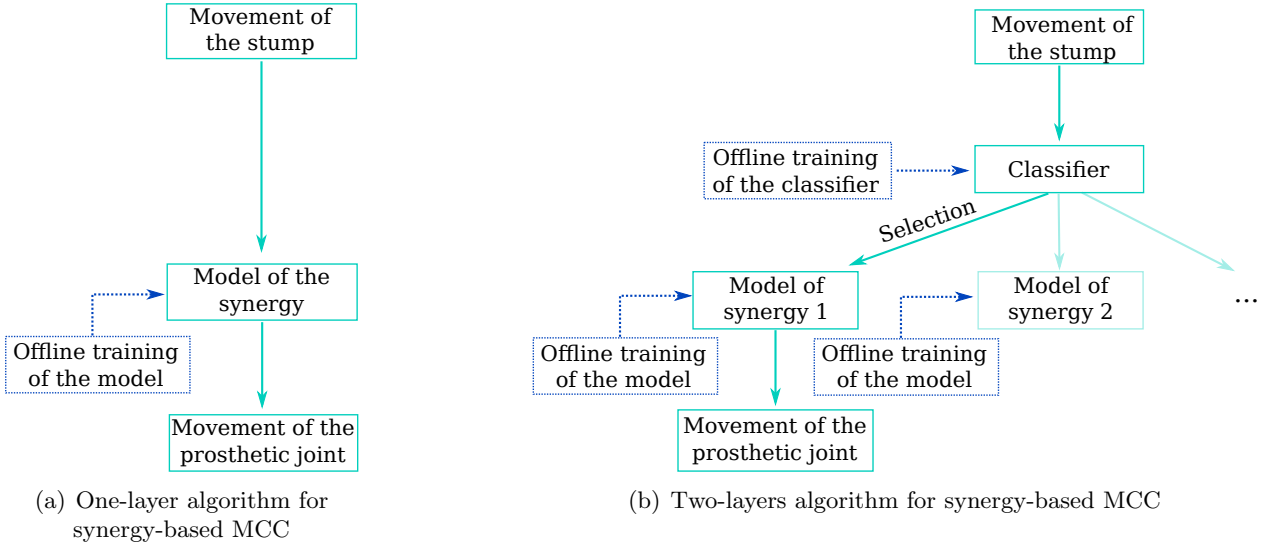 Movement of
the stump
Model of the
synergy
Offline training
of the model
Movement of the
prosthetic joint
(a) One-layer algorithm for
synergy-based MCC
Movement of
the stump
Offline training
of the classifier
Classifier
Selection
Model of
synergy 1
Model of
synergy 2
...
Offline training
of the model
Offline training
of the model
Movement of the
prosthetic joint
(b) Two-layers algorithm for synergy-based MCC